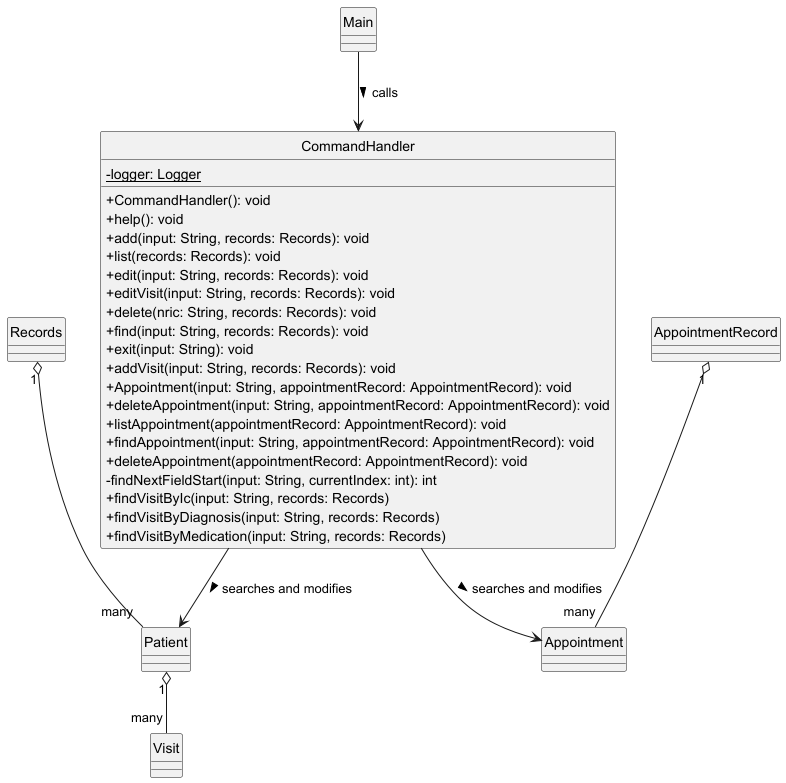 Main
calls
CommandHandler
-logger: Logger
+CommandHandler(): void
+help(): void
+add(input: String, records: Records): void
+list(records: Records): void
+edit(input: String, records: Records): void
+editVisit(input: String, records: Records): void
+delete(nric: String, records: Records): void
+find(input: String, records: Records): void
+exit(input: String): void
+addVisit(input: String, records: Records): void
+Appointment(input: String, appointmentRecord: AppointmentRecord): void
+deleteAppointment(input: String, appointmentRecord: AppointmentRecord): void
+listAppointment(appointmentRecord: AppointmentRecord): void
+findAppointment(input: String, appointmentRecord: AppointmentRecord): void
+deleteAppointment(appointmentRecord: AppointmentRecord): void
-findNextFieldStart(input: String, currentIndex: int): int
+findVisitByIc(input: String, records: Records)
+findVisitByDiagnosis(input: String, records: Records)
+findVisitByMedication(input: String, records: Records)
Records
1
AppointmentRecord
1
searches and modifies
searches and modifies
many
many
Patient
1
Appointment
many
Visit